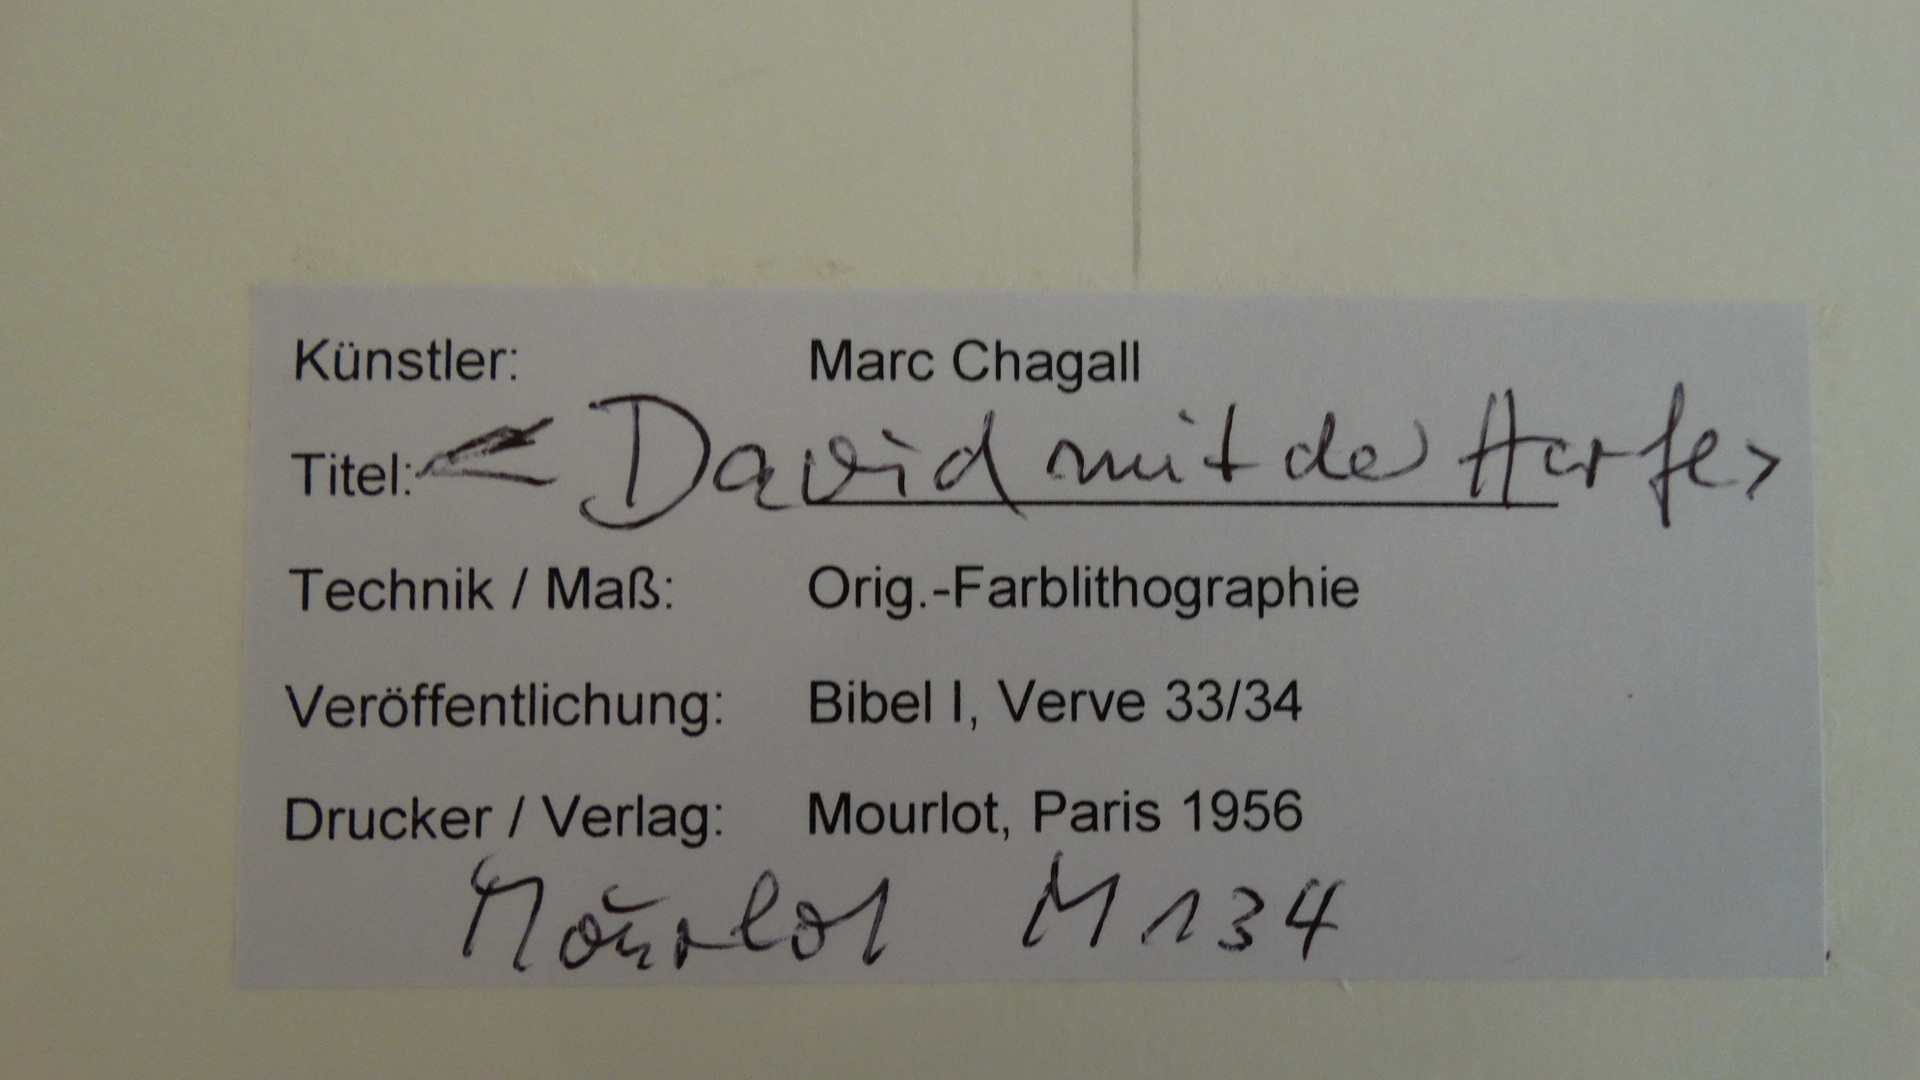 Künstler: Marc Chagall
Titel: < David mit der Harfe >
Technik / Maß: Orig.-Farblithographie
Veröffentlichung: Bibel I, Verve 33/34
Drucker / Verlag: Mourlot, Paris 1956
Mourlot M 134